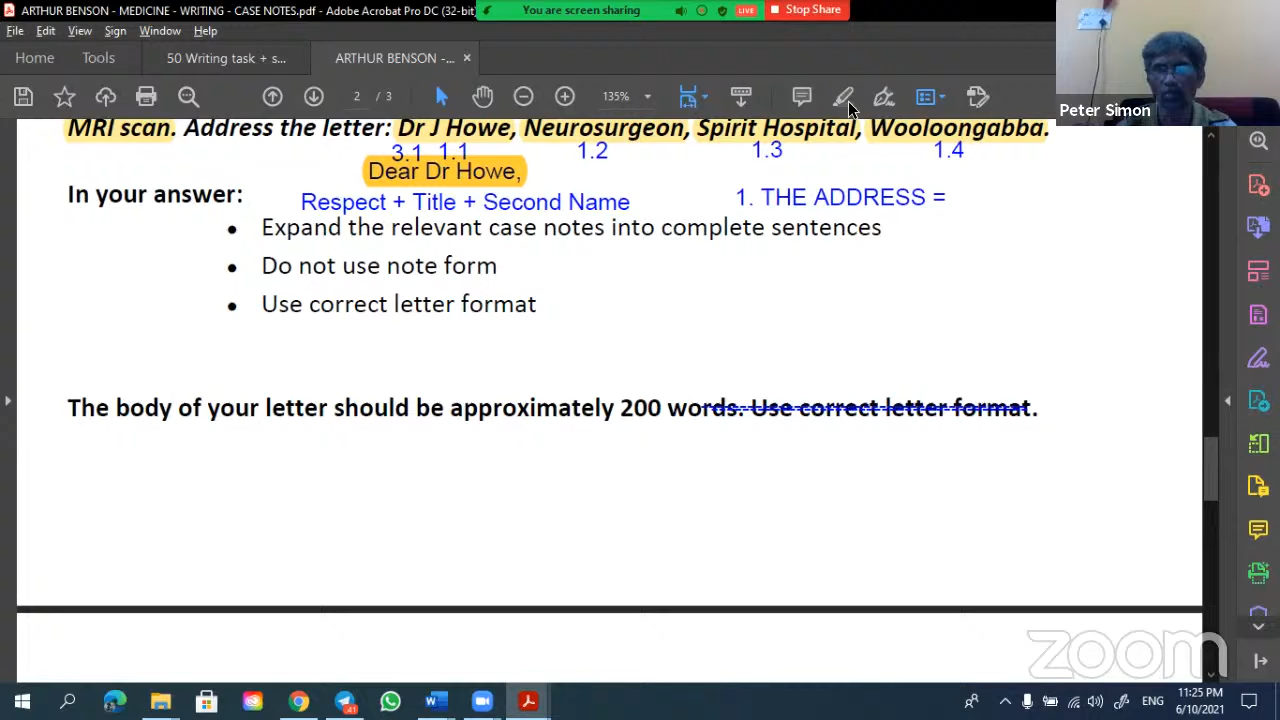 ARTHUR BENSON - MEDICINE - WRITING - CASE NOTES.pdf - Adobe Acrobat Pro DC (32-bit)
You are screen sharing
LIVE
Stop Share
File Edit View Sign Window Help
Home Tools 50 Writing task + s... ARTHUR BENSON -... ×
2 / 3 135%
Peter Simon
MRI scan. Address the letter: Dr J Howe, Neurosurgeon, Spirit Hospital, Wooloongabba.
3.1 1.1 1.2 1.3 1.4
Dear Dr Howe,
In your answer:
Respect + Title + Second Name
1. THE ADDRESS =
• Expand the relevant case notes into complete sentences
• Do not use note form
• Use correct letter format
The body of your letter should be approximately 200 words. Use correct letter format.
zoom
ENG
11:25 PM
6/10/2021